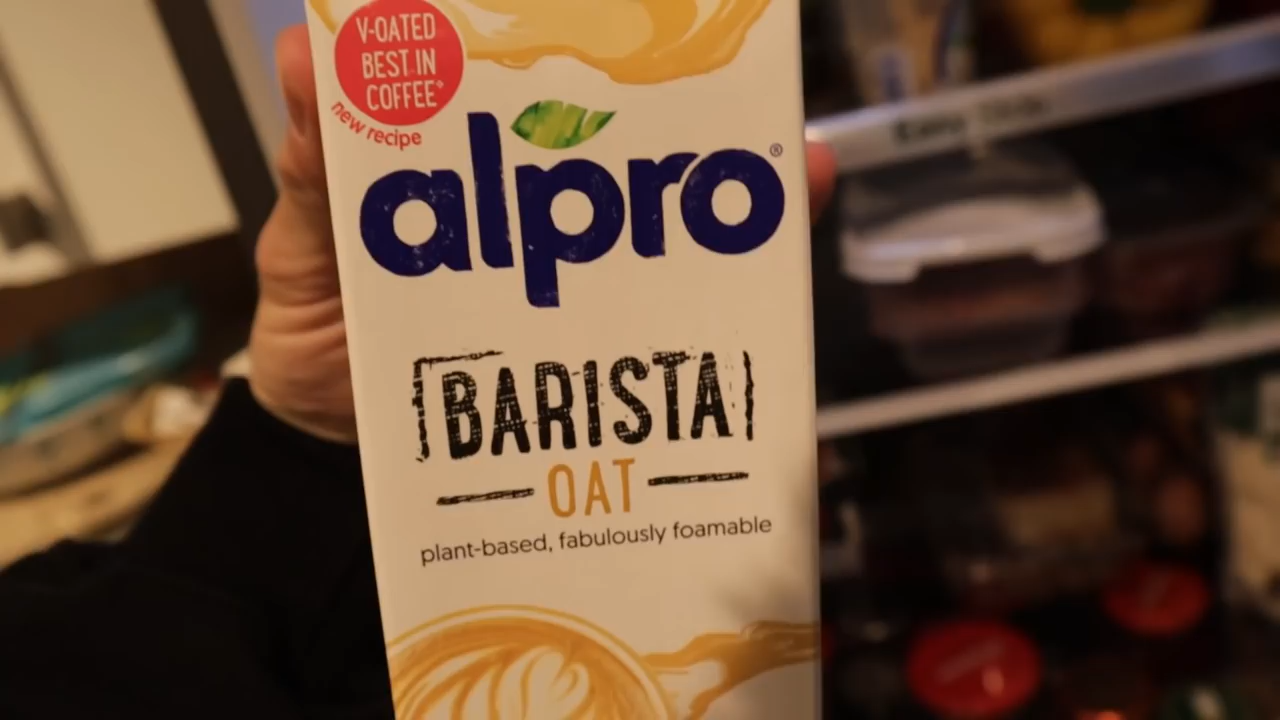 V-OATED
BEST IN
COFFEE*
new recipe
alpro®
BARISTA
OAT
plant-based, fabulously foamable